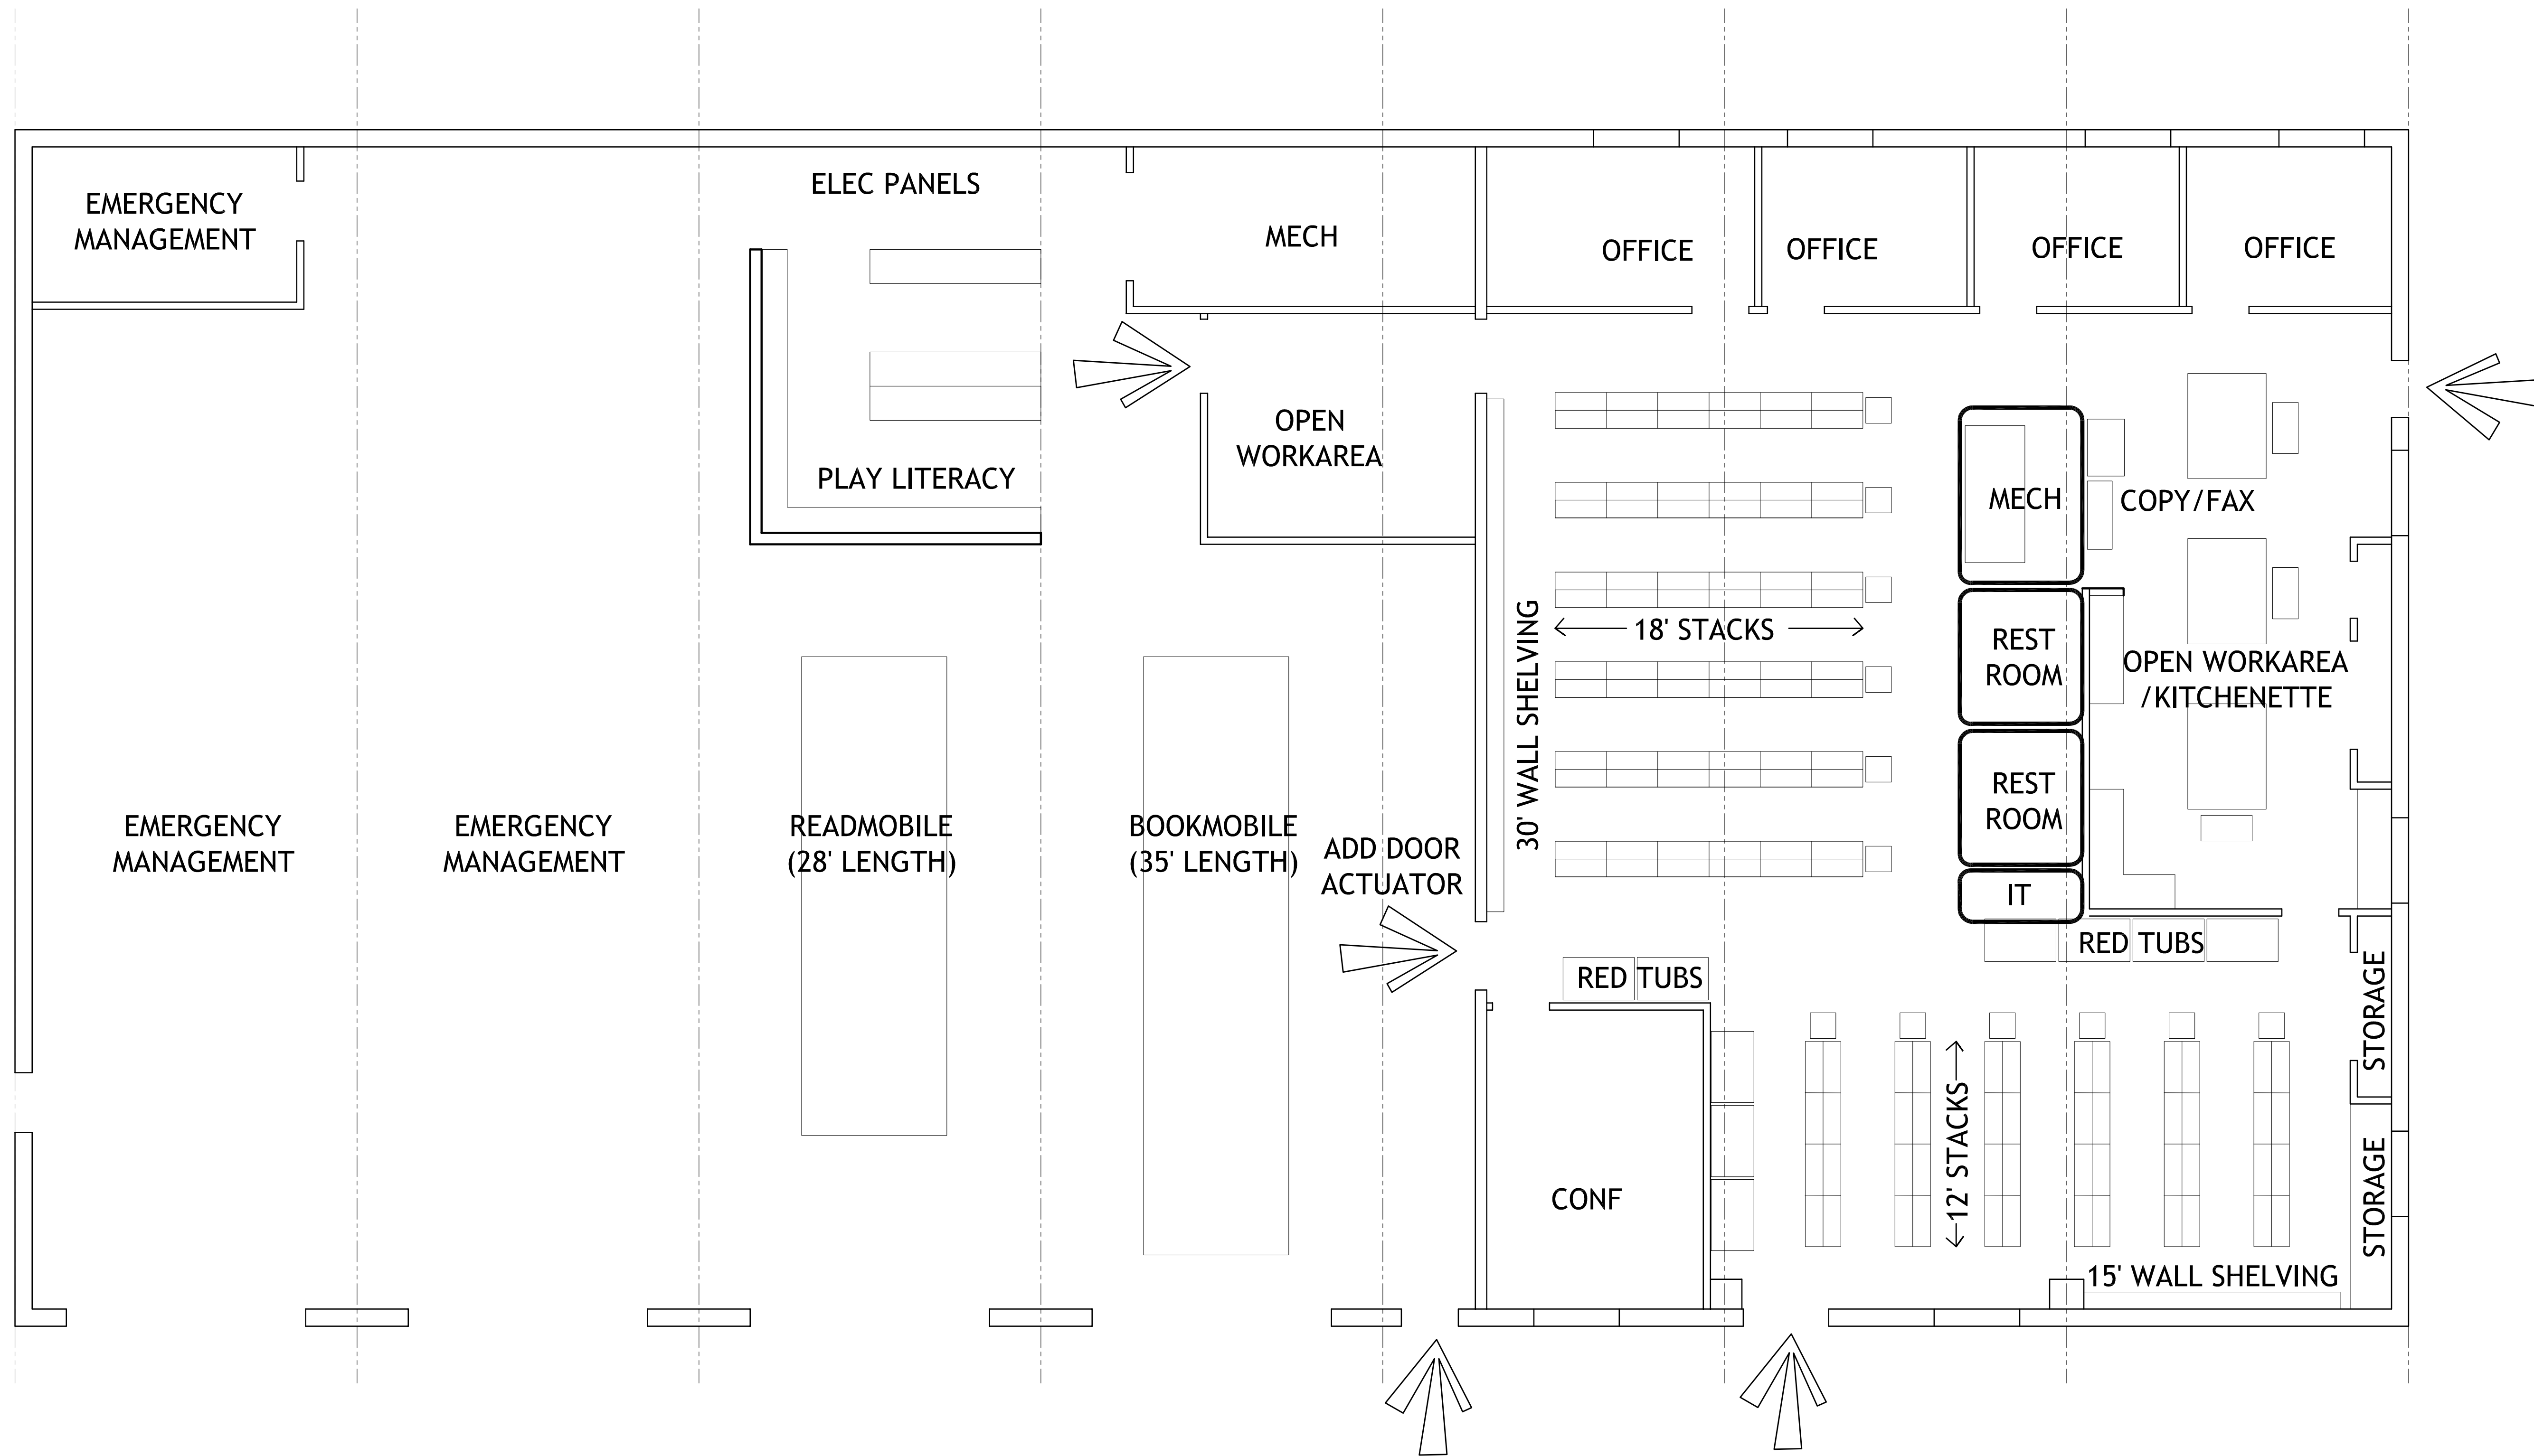 ELEC PANELS
EMERGENCY
MANAGEMENT
MECH
OFFICE
OFFICE
OFFICE
OFFICE
OPEN
WORKAREA
PLAY LITERACY
MECH
COPY/FAX
18' STACKS
30' WALL SHELVING
REST
ROOM
OPEN WORKAREA
/KITCHENETTE
REST
ROOM
EMERGENCY
MANAGEMENT
EMERGENCY
MANAGEMENT
READMOBILE
(28' LENGTH)
BOOKMOBILE
(35' LENGTH)
ADD DOOR
ACTUATOR
IT
RED TUBS
RED TUBS
STORAGE
12' STACKS
CONF
STORAGE
15' WALL SHELVING